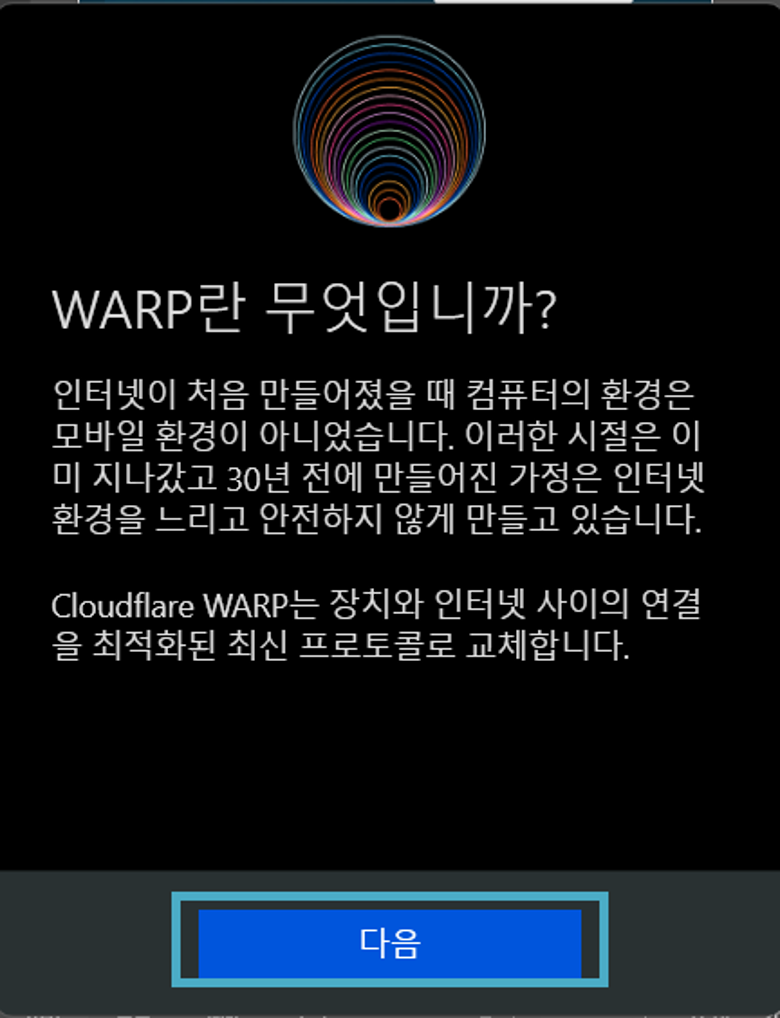 WARP란 무엇입니까?
인터넷이 처음 만들어졌을 때 컴퓨터의 환경은
모바일 환경이 아니었습니다. 이러한 시절은 이
미 지나갔고 30년 전에 만들어진 가정은 인터넷
환경을 느리고 안전하지 않게 만들고 있습니다.
Cloudflare WARP는 장치와 인터넷 사이의 연결
을 최적화된 최신 프로토콜로 교체합니다.
다음